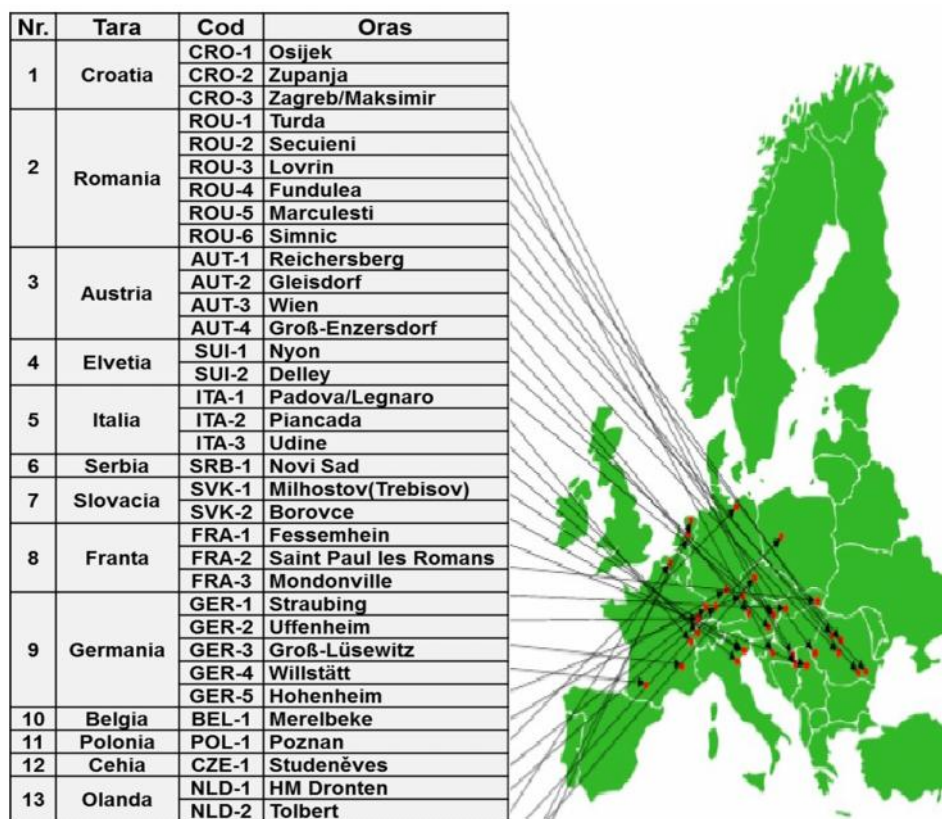 Nr. Tara Cod Oras
1 Croatia CRO-1 Osijek
CRO-2 Zupanja
CRO-3 Zagreb/Maksimir
2 Romania ROU-1 Turda
ROU-2 Secuieni
ROU-3 Lovrin
ROU-4 Fundulea
ROU-5 Marculesti
ROU-6 Simnic
3 Austria AUT-1 Reichersberg
AUT-2 Gleisdorf
AUT-3 Wien
AUT-4 Groß-Enzersdorf
4 Elvetia SUI-1 Nyon
SUI-2 Delley
5 Italia ITA-1 Padova/Legnaro
ITA-2 Piancada
ITA-3 Udine
6 Serbia SRB-1 Novi Sad
7 Slovacia SVK-1 Milhostov(Trebisov)
SVK-2 Borovce
8 Franta FRA-1 Fessemhein
FRA-2 Saint Paul les Romans
FRA-3 Mondonville
9 Germania GER-1 Straubing
GER-2 Uffenheim
GER-3 Groß-Lüsewitz
GER-4 Willstätt
GER-5 Hohenheim
10 Belgia BEL-1 Merelbeke
11 Polonia POL-1 Poznan
12 Cehia CZE-1 Studeněves
13 Olanda NLD-1 HM Dronten
NLD-2 Tolbert